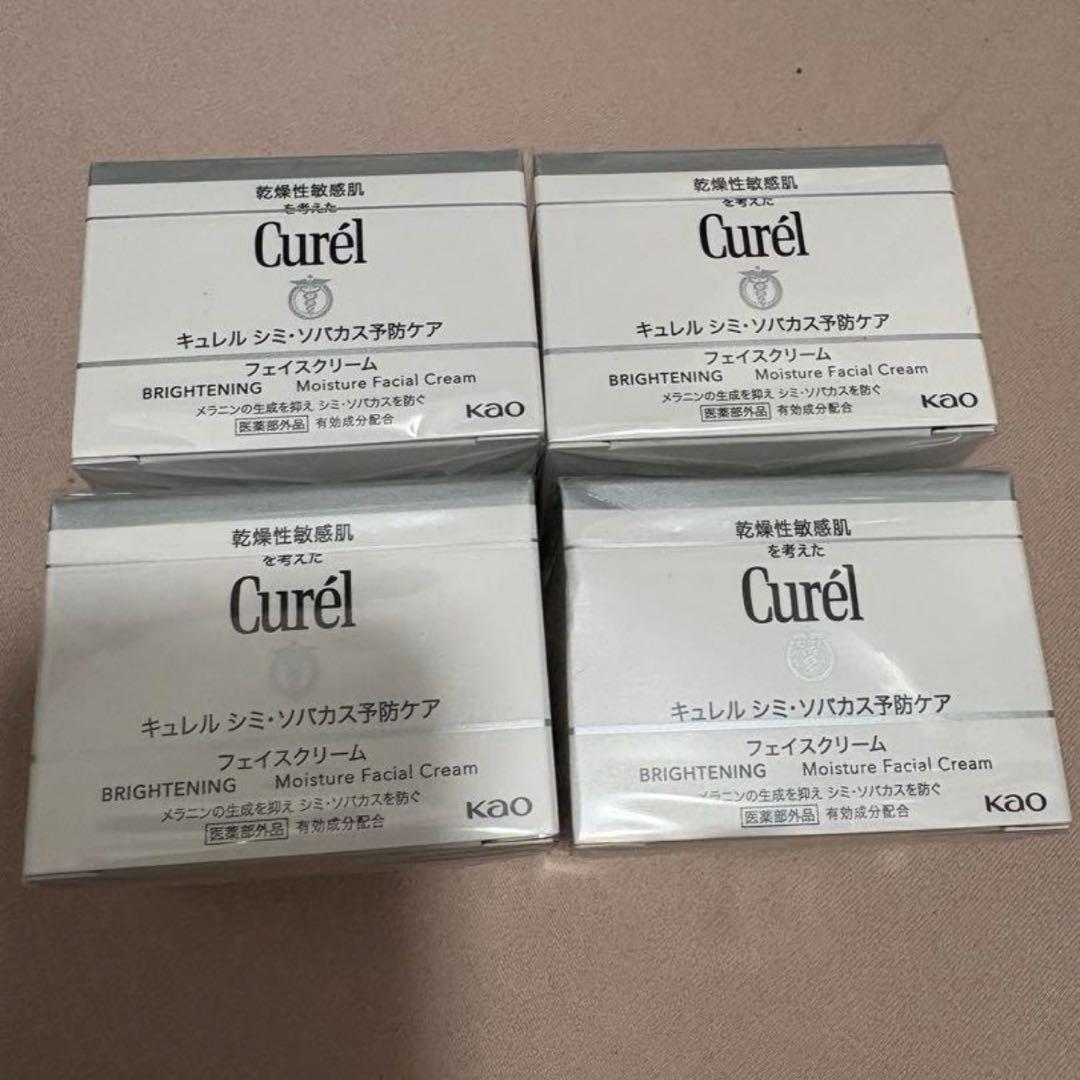 乾燥性敏感肌
を考えた
Curél
キュレル シミ・ソバカス予防ケア
フェイスクリーム
BRIGHTENING Moisture Facial Cream
メラニンの生成を抑え シミ・ソバカスを防ぐ
医薬部外品 有効成分配合
Kao
乾燥性敏感肌
を考えた
Curél
キュレル シミ・ソバカス予防ケア
フェイスクリーム
BRIGHTENING Moisture Facial Cream
メラニンの生成を抑え シミ・ソバカスを防ぐ
医薬部外品 有効成分配合
Kao
乾燥性敏感肌
を考えた
Curél
キュレル シミ・ソバカス予防ケア
フェイスクリーム
BRIGHTENING Moisture Facial Cream
メラニンの生成を抑え シミ・ソバカスを防ぐ
医薬部外品 有効成分配合
Kao
乾燥性敏感肌
を考えた
Curél
キュレル シミ・ソバカス予防ケア
フェイスクリーム
BRIGHTENING Moisture Facial Cream
メラニンの生成を抑え シミ・ソバカスを防ぐ
医薬部外品 有効成分配合
Kao